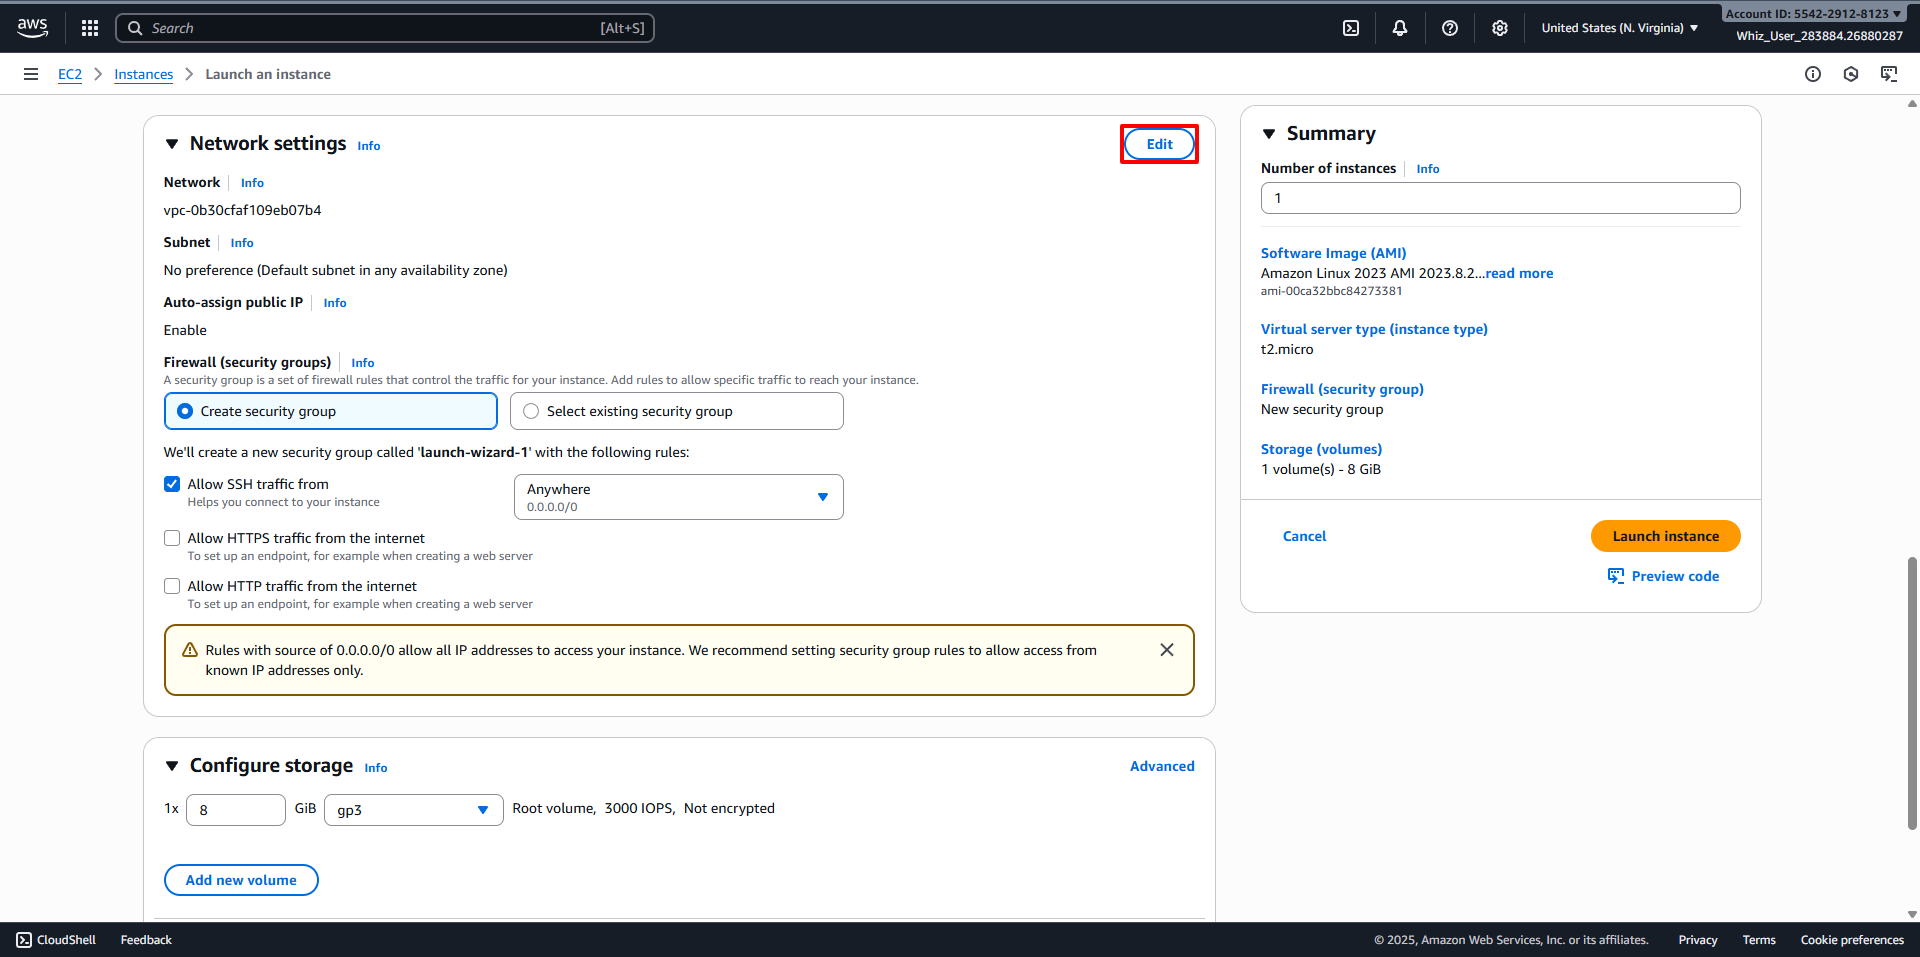 aws
Search
[Alt+S]
United States (N. Virginia)
Account ID: 5542-2912-8123
Whiz_User_283884.26880287
EC2
Instances
Launch an instance
Network settings Info
Edit
Network Info
vpc-0b30cfaf109eb07b4
Subnet Info
No preference (Default subnet in any availability zone)
Auto-assign public IP Info
Enable
Firewall (security groups) Info
A security group is a set of firewall rules that control the traffic for your instance. Add rules to allow specific traffic to reach your instance.
Create security group
Select existing security group
We'll create a new security group called 'launch-wizard-1' with the following rules:
Allow SSH traffic from
Helps you connect to your instance
Anywhere
0.0.0.0/0
Allow HTTPS traffic from the internet
To set up an endpoint, for example when creating a web server
Allow HTTP traffic from the internet
To set up an endpoint, for example when creating a web server
Rules with source of 0.0.0.0/0 allow all IP addresses to access your instance. We recommend setting security group rules to allow access from
known IP addresses only.
Configure storage Info
Advanced
1x 8 GiB gp3 Root volume, 3000 IOPS, Not encrypted
Add new volume
Summary
Number of instances Info
1
Software Image (AMI)
Amazon Linux 2023 AMI 2023.8.2...read more
ami-00ca32bbc84273381
Virtual server type (instance type)
t2.micro
Firewall (security group)
New security group
Storage (volumes)
1 volume(s) - 8 GiB
Cancel
Launch instance
Preview code
CloudShell
Feedback
© 2025, Amazon Web Services, Inc. or its affiliates.
Privacy
Terms
Cookie preferences